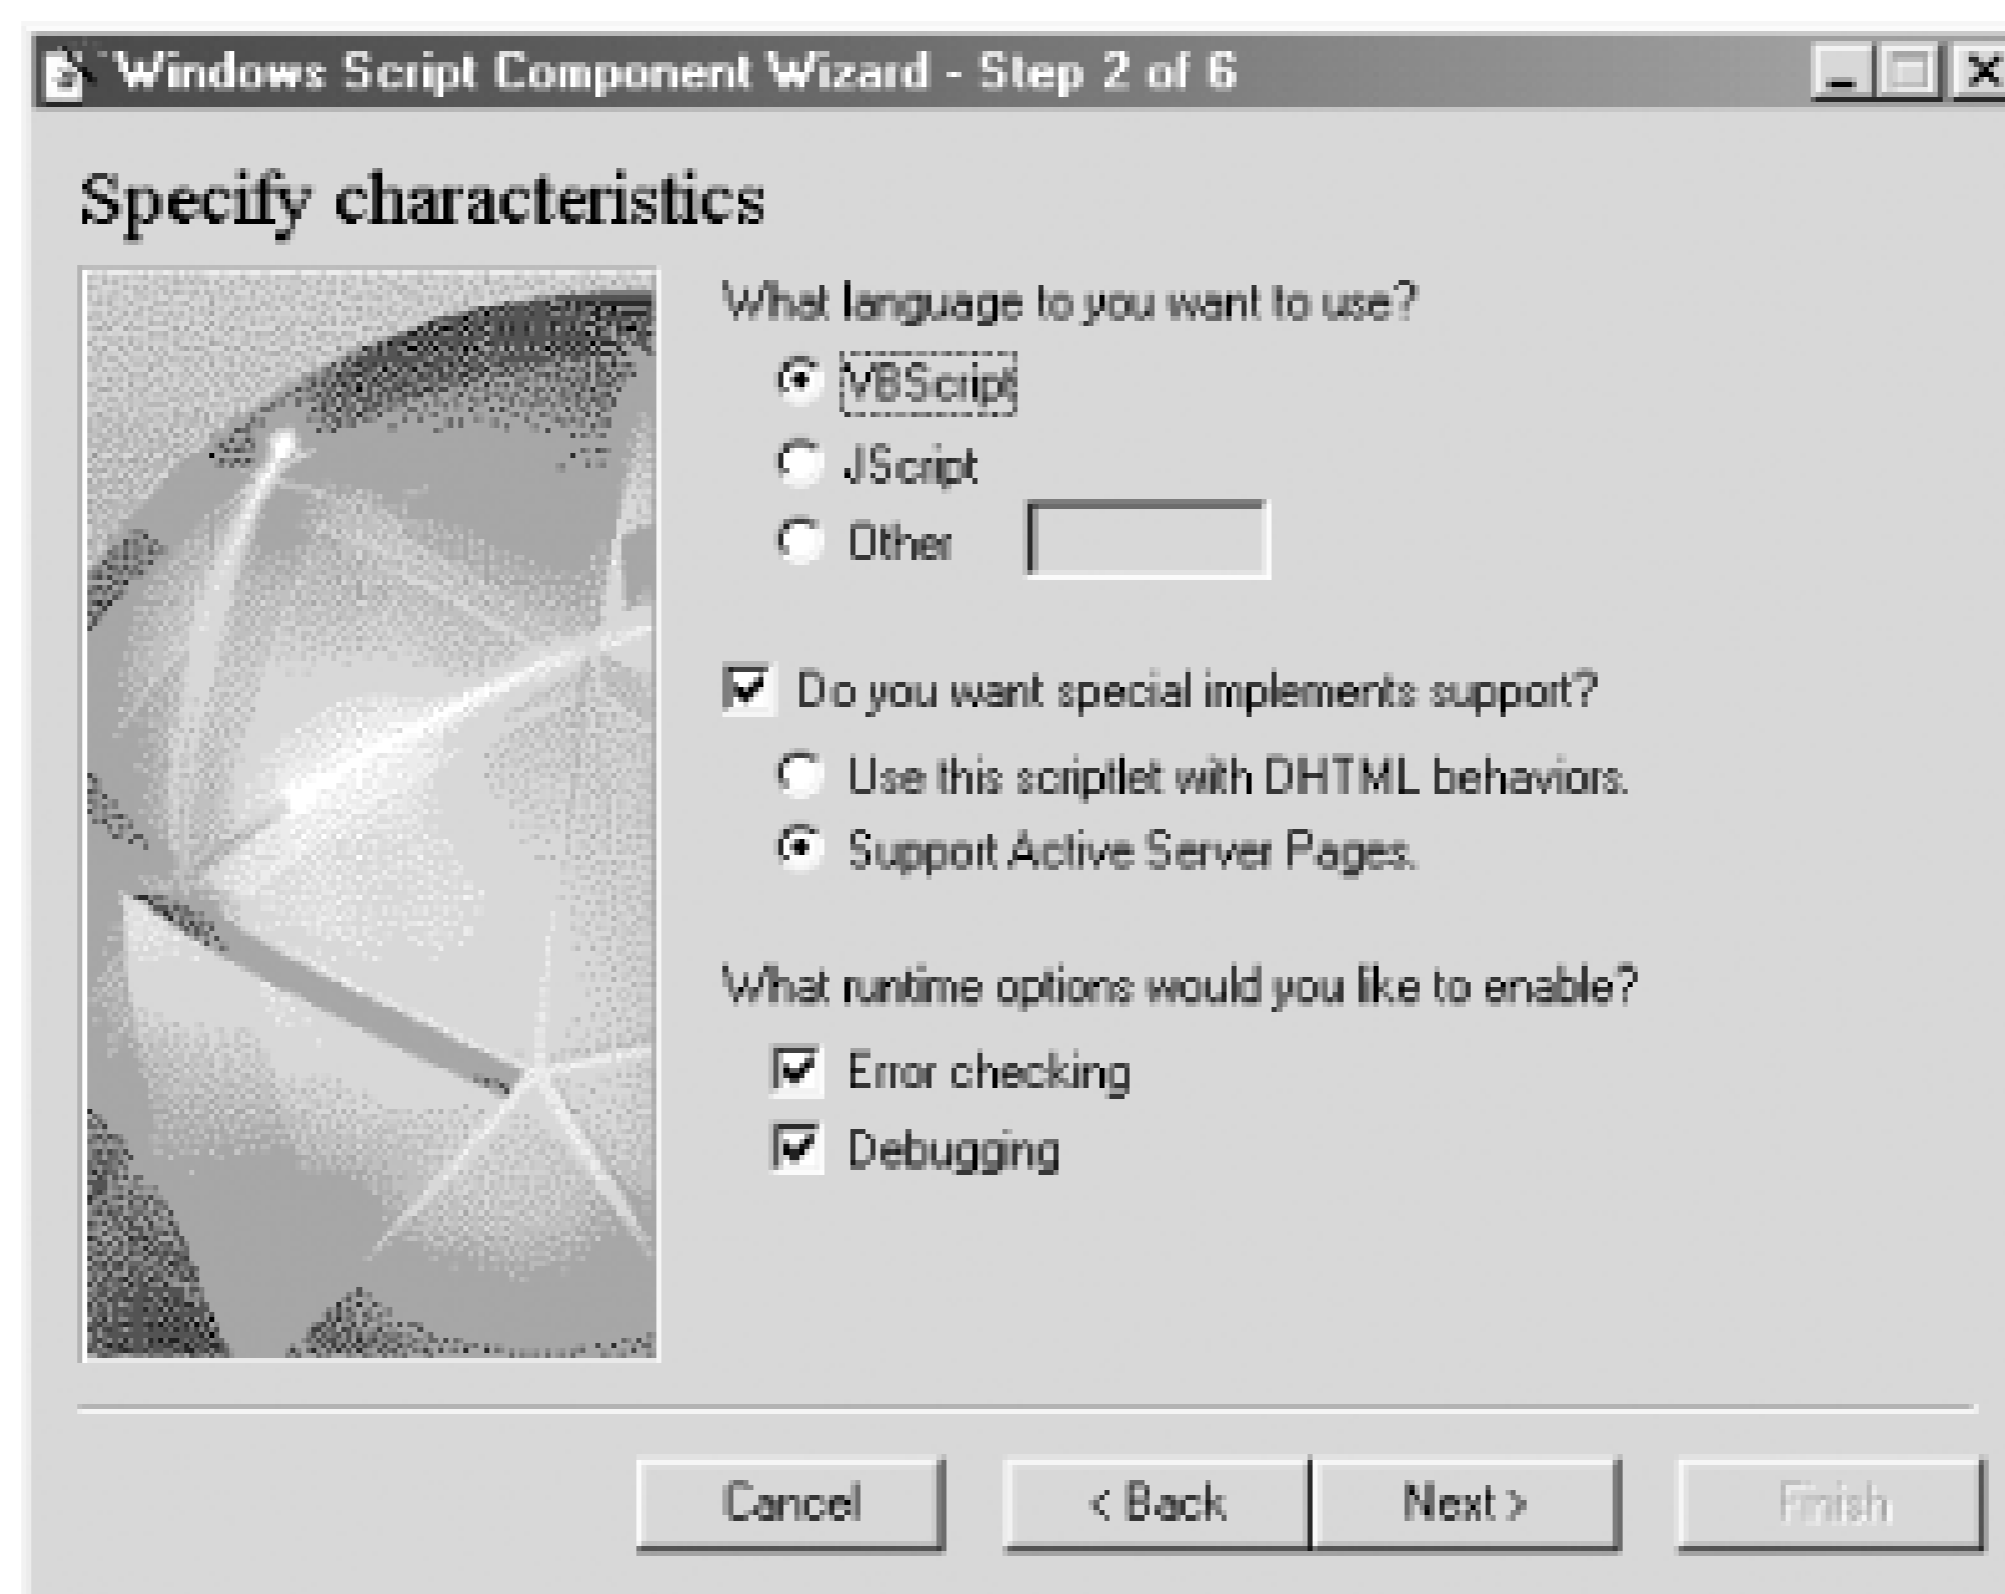 Windows Script Component Wizard - Step 2 of 6
Specify characteristics
What language to you want to use?
VBScript
JScript
Other
Do you want special implements support?
Use this scriptlet with DHTML behaviors.
Support Active Server Pages.
What runtime options would you like to enable?
Error checking
Debugging
Cancel
< Back
Next >
Finish